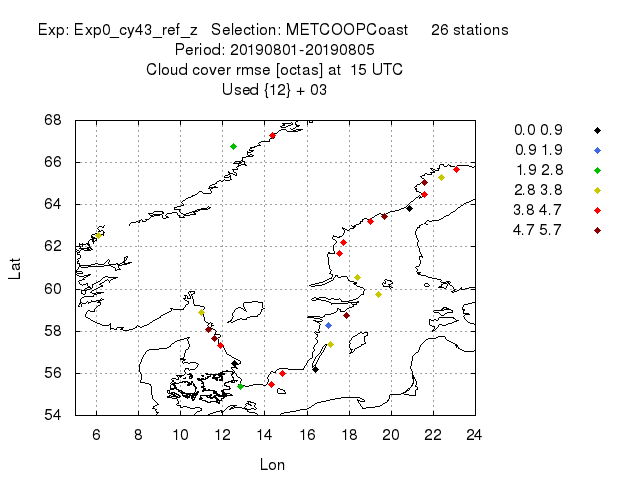 Exp: Exp0_cy43_ref_z   Selection: METCOOPCoast     26 stations
Period: 20190801-20190805
Cloud cover rmse [octas] at  15 UTC
Used {12} + 03
68
66
64
62
60
58
56
54
Lat
6 8 10 12 14 16 18 20 22 24
Lon
0.0 0.9
0.9 1.9
1.9 2.8
2.8 3.8
3.8 4.7
4.7 5.7